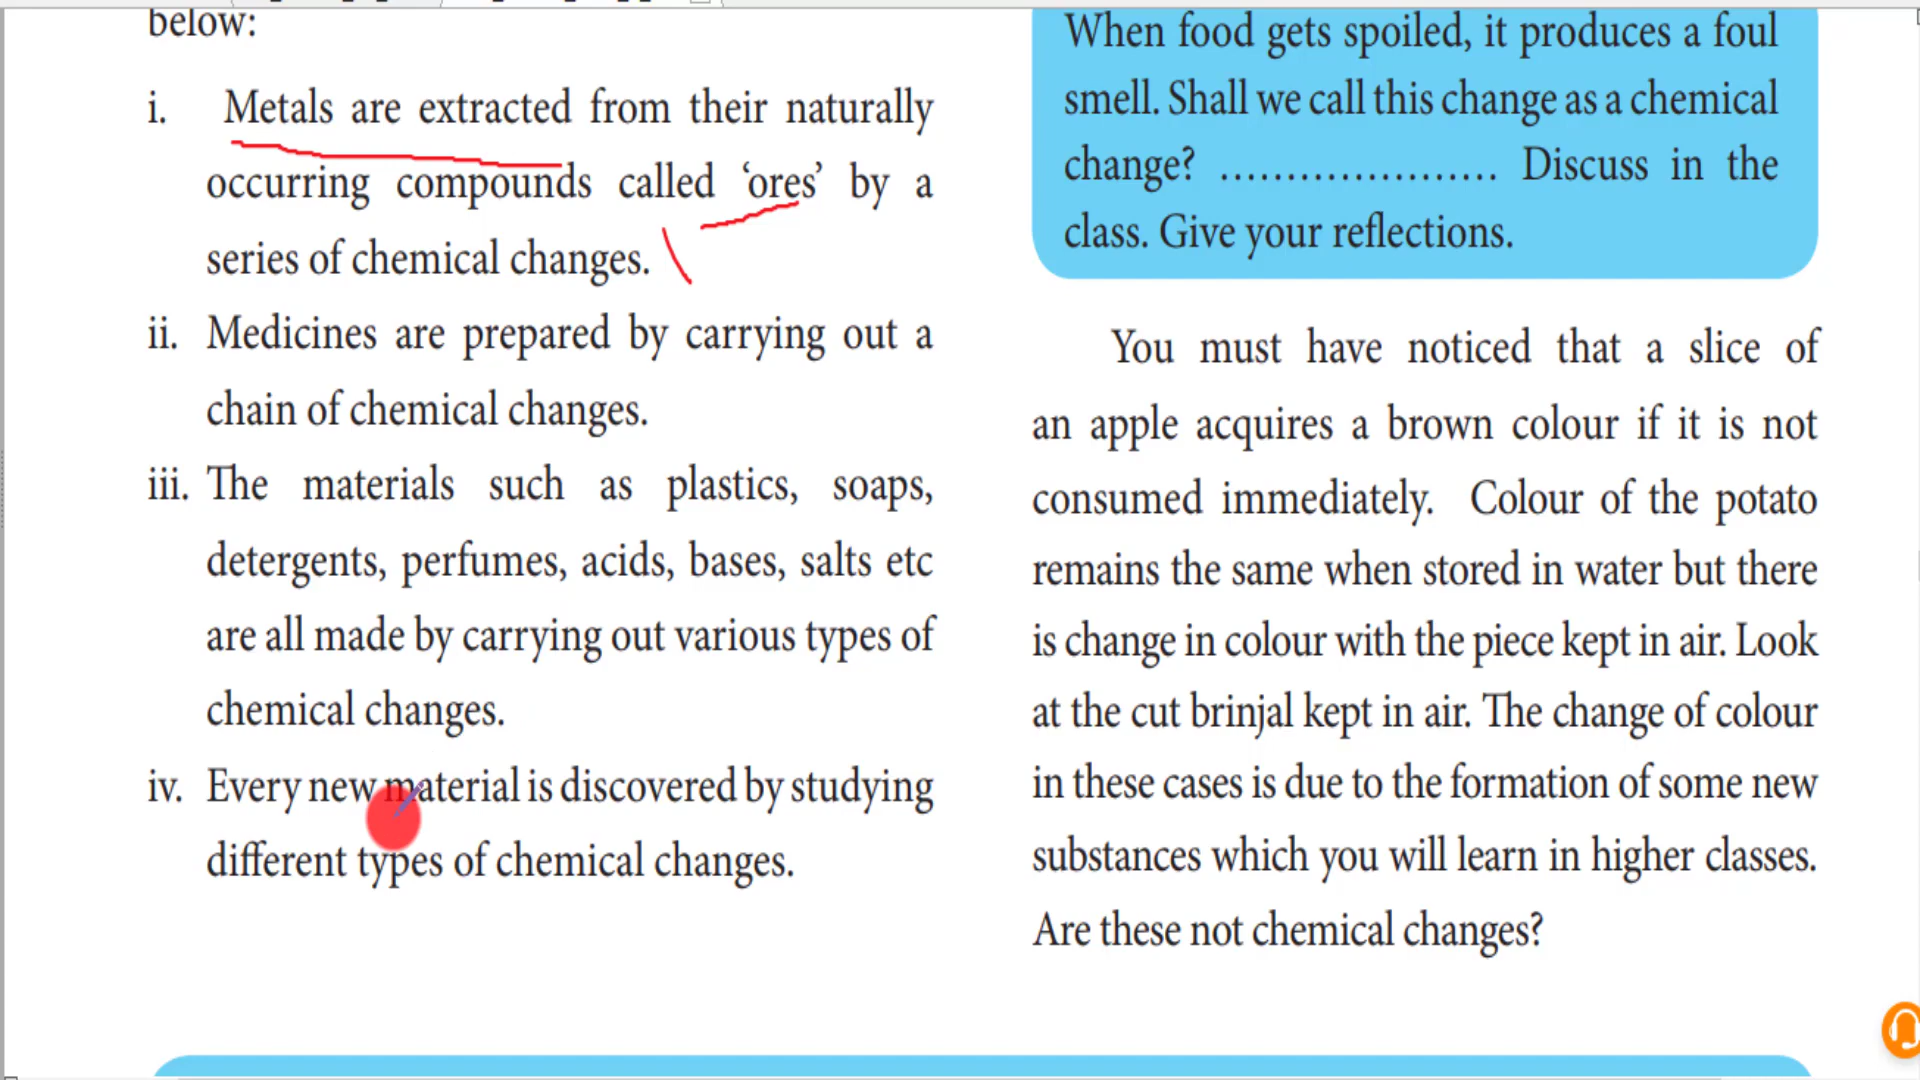 below:
i. Metals are extracted from their naturally
occurring compounds called ‘ores’ by a
series of chemical changes.
ii. Medicines are prepared by carrying out a
chain of chemical changes.
iii. The materials such as plastics, soaps,
detergents, perfumes, acids, bases, salts etc
are all made by carrying out various types of
chemical changes.
iv. Every new material is discovered by studying
different types of chemical changes.
When food gets spoiled, it produces a foul
smell. Shall we call this change as a chemical
change? ..................... Discuss in the
class. Give your reflections.
You must have noticed that a slice of
an apple acquires a brown colour if it is not
consumed immediately. Colour of the potato
remains the same when stored in water but there
is change in colour with the piece kept in air. Look
at the cut brinjal kept in air. The change of colour
in these cases is due to the formation of some new
substances which you will learn in higher classes.
Are these not chemical changes?